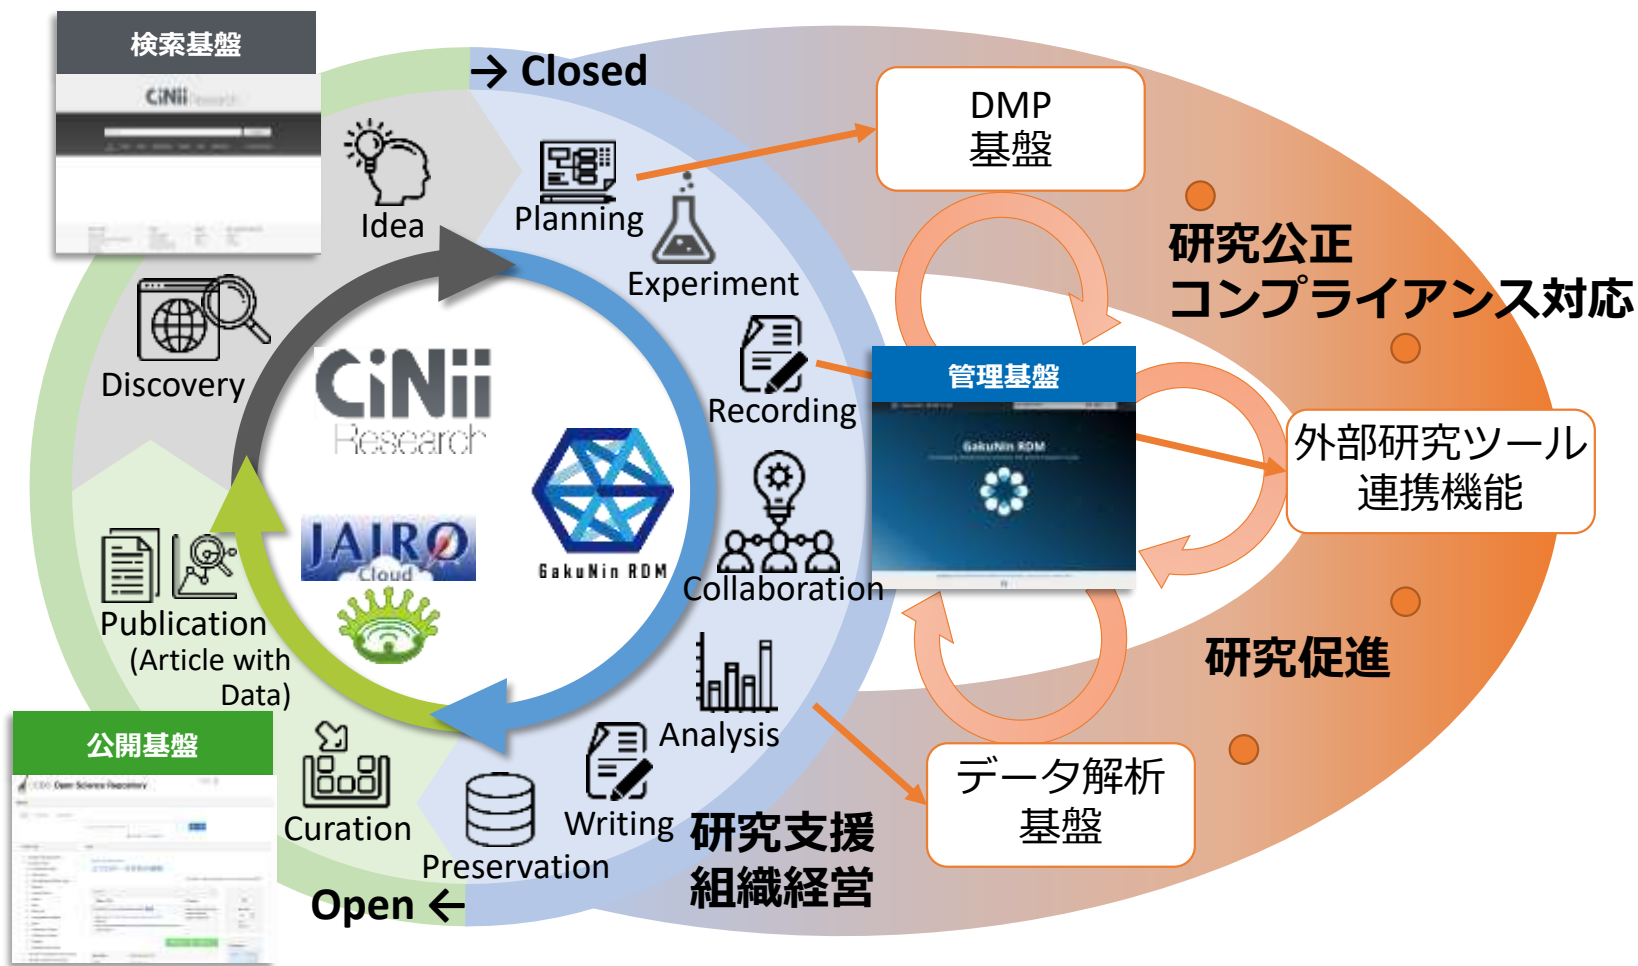 検索基盤
CiNii
Research
→ Closed
DMP
基盤
Idea
Planning
Experiment
研究公正
コンプライアンス対応
Discovery
CiNii
Research
Recording
管理基盤
GakuNin RDM
外部研究ツール
連携機能
JAIRO
Cloud
GakuNin RDM
Collaboration
Publication
(Article with
Data)
研究促進
Analysis
公開基盤
Open Science Repository
データ解析
基盤
Curation
Writing
Preservation
研究支援
組織経営
Open ←